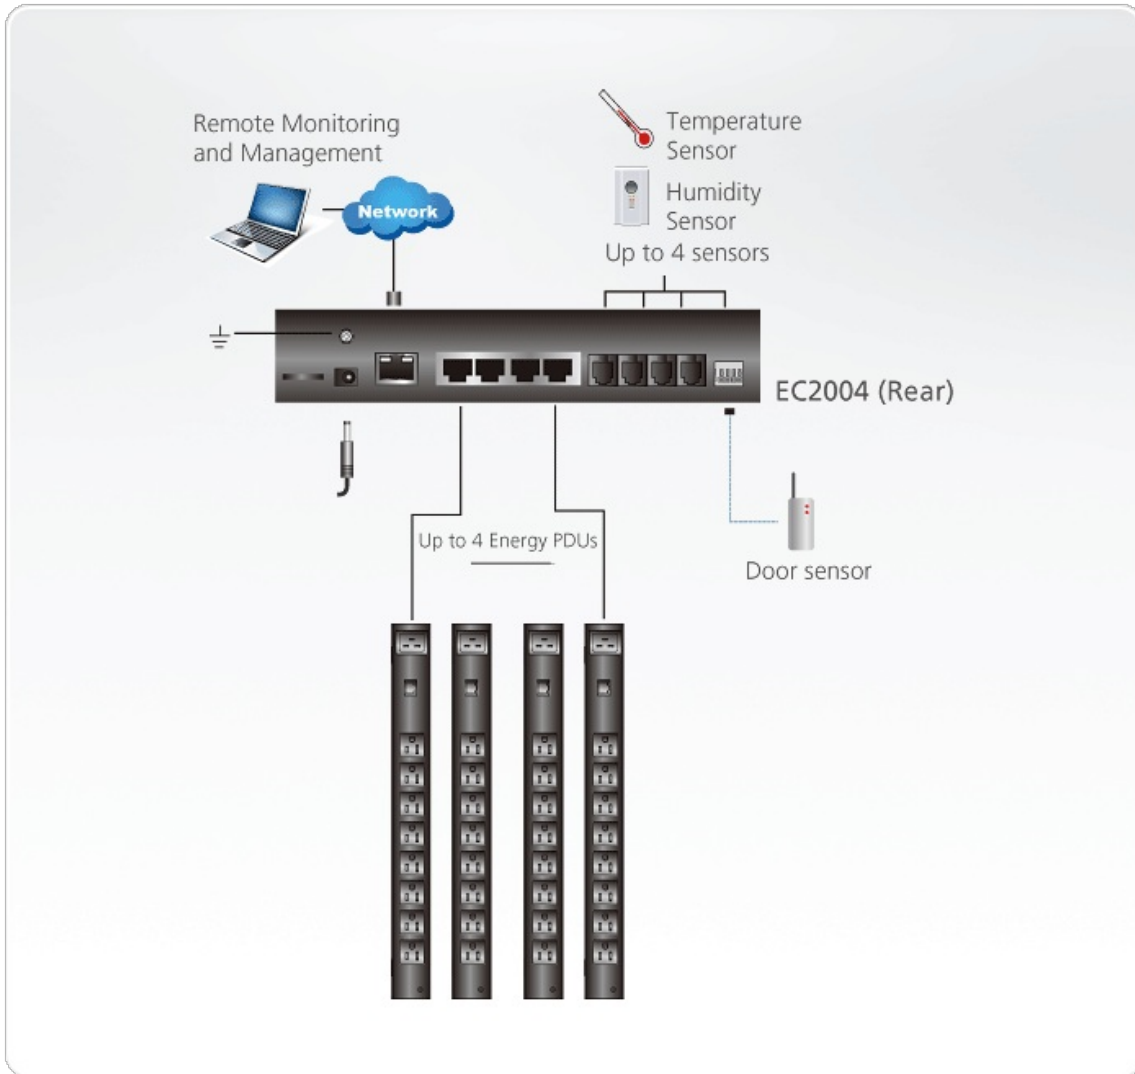 Remote Monitoring
and Management
Network
Temperature
Sensor
Humidity
Sensor
Up to 4 sensors
EC2004 (Rear)
Up to 4 Energy PDUs
Door sensor